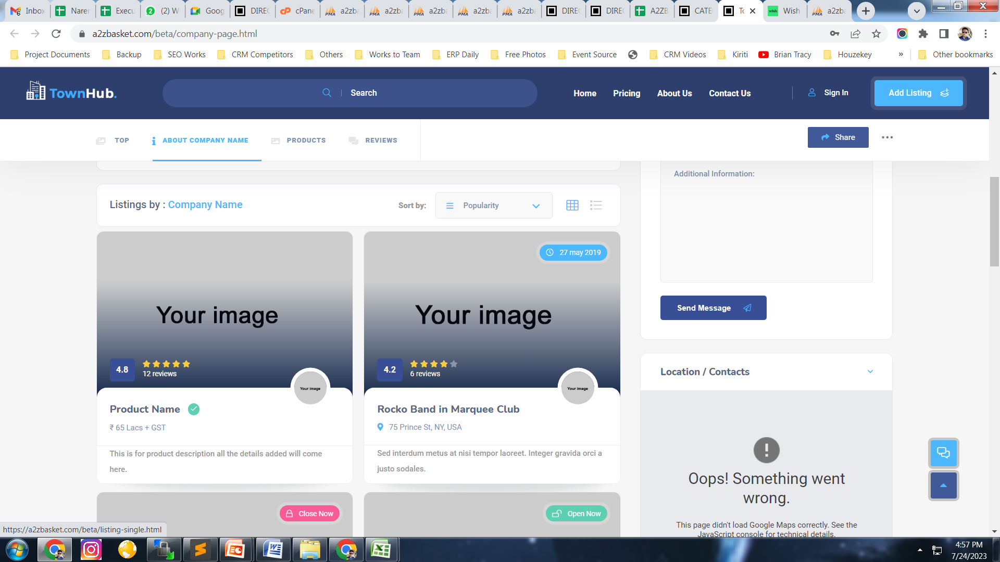 Inbox
Narer
Execu
(2) W
Goog
DIREC
cPane
a2zba
a2zba
a2zba
a2zba
a2zba
DIREC
DIREC
A2ZB
CATE
To
Wish
a2zba
a2zbasket.com/beta/company-page.html
Project Documents
Backup
SEO Works
CRM Competitors
Others
Works to Team
ERP Daily
Free Photos
Event Source
CRM Videos
Kiriti
Brian Tracy
Houzekey
»
Other bookmarks
TownHub.
Search
Home
Pricing
About Us
Contact Us
Sign In
Add Listing
TOP
ABOUT COMPANY NAME
PRODUCTS
REVIEWS
Share
Additional Information:
Listings by : Company Name
Sort by:
Popularity
27 may 2019
Your image
Your image
Send Message
4.8
12 reviews
4.2
6 reviews
Your image
Your image
Location / Contacts
Product Name
₹ 65 Lacs + GST
Rocko Band in Marquee Club
75 Prince St, NY, USA
This is for product description all the details added will come
here.
Sed interdum metus at nisi tempor laoreet. Integer gravida orci a
justo sodales.
Oops! Something went
wrong.
This page didn't load Google Maps correctly. See the
JavaScript console for technical details.
Close Now
Open Now
https://a2zbasket.com/beta/listing-single.html
4:57 PM
7/24/2023